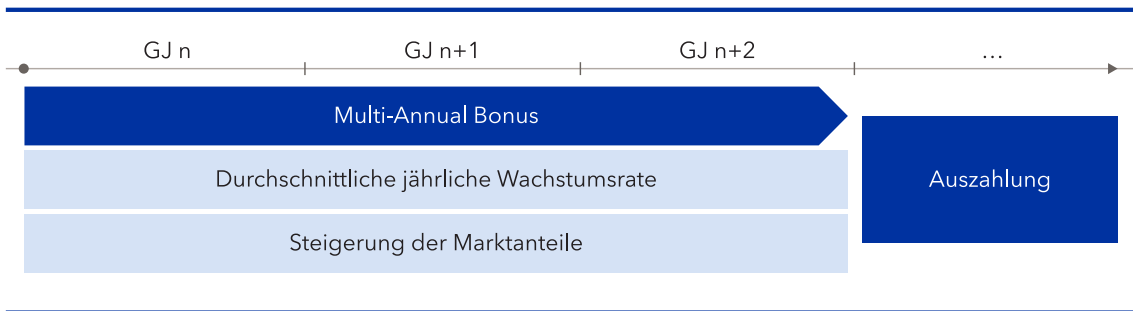 GJ n GJ n+1 GJ n+2 ...
Multi-Annual Bonus
Durchschnittliche jährliche Wachstumsrate
Auszahlung
Steigerung der Marktanteile